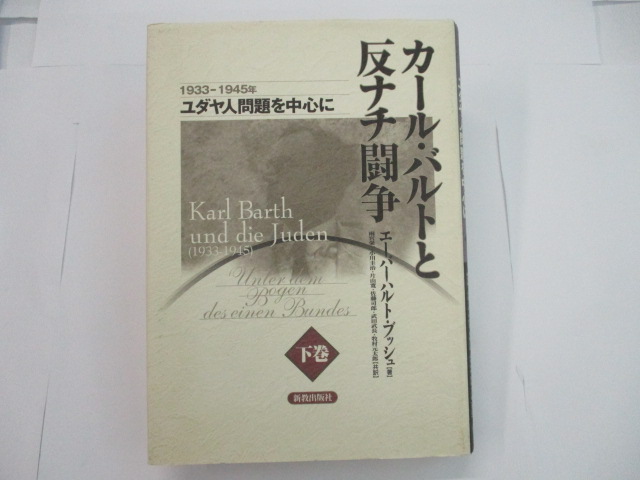 カール・バルトと
反ナチ闘争
1933-1945年
ユダヤ人問題を中心に
Karl Barth
und die Juden
(1933-1945)
Unter dem
Bogen
des einen Bundes
エーバーハルト・ブッシュ[著]
下巻
新教出版社